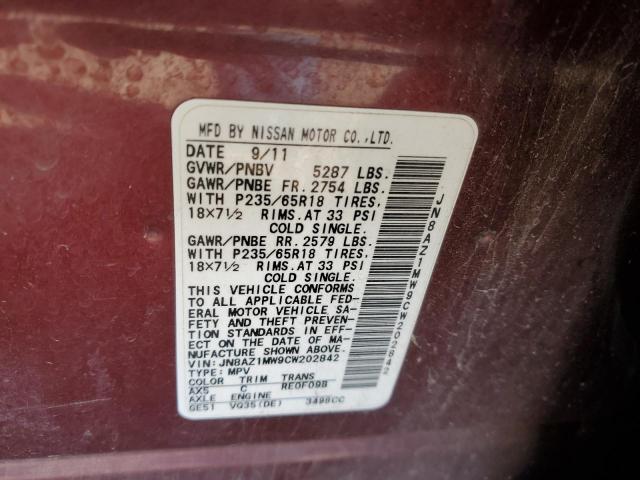 MFD BY NISSAN MOTOR CO.,LTD.
DATE 9/11
GVWR/PNBV 5287 LBS.
GAWR/PNBE FR. 2754 LBS.
WITH P235/65R18 TIRES.
18×7½ RIMS.AT 33 PSI
COLD SINGLE.
GAWR/PNBE RR. 2579 LBS.
WITH P235/65R18 TIRES.
18×7½ RIMS.AT 33 PSI
COLD SINGLE.
THIS VEHICLE CONFORMS
TO ALL APPLICABLE FED-
ERAL MOTOR VEHICLE SA-
FETY AND THEFT PREVEN-
TION STANDARDS IN EFF-
ECT ON THE DATE OF MA-
NUFACTURE SHOWN ABOVE.
VIN:JN8AZ1MW9CW202842
TYPE:MPV
COLOR TRIM TRANS
AX5 C RE0F09B
AXLE ENGINE
GE51 VQ35(DE) 3498CC
JN8AZ1MW9CW202842